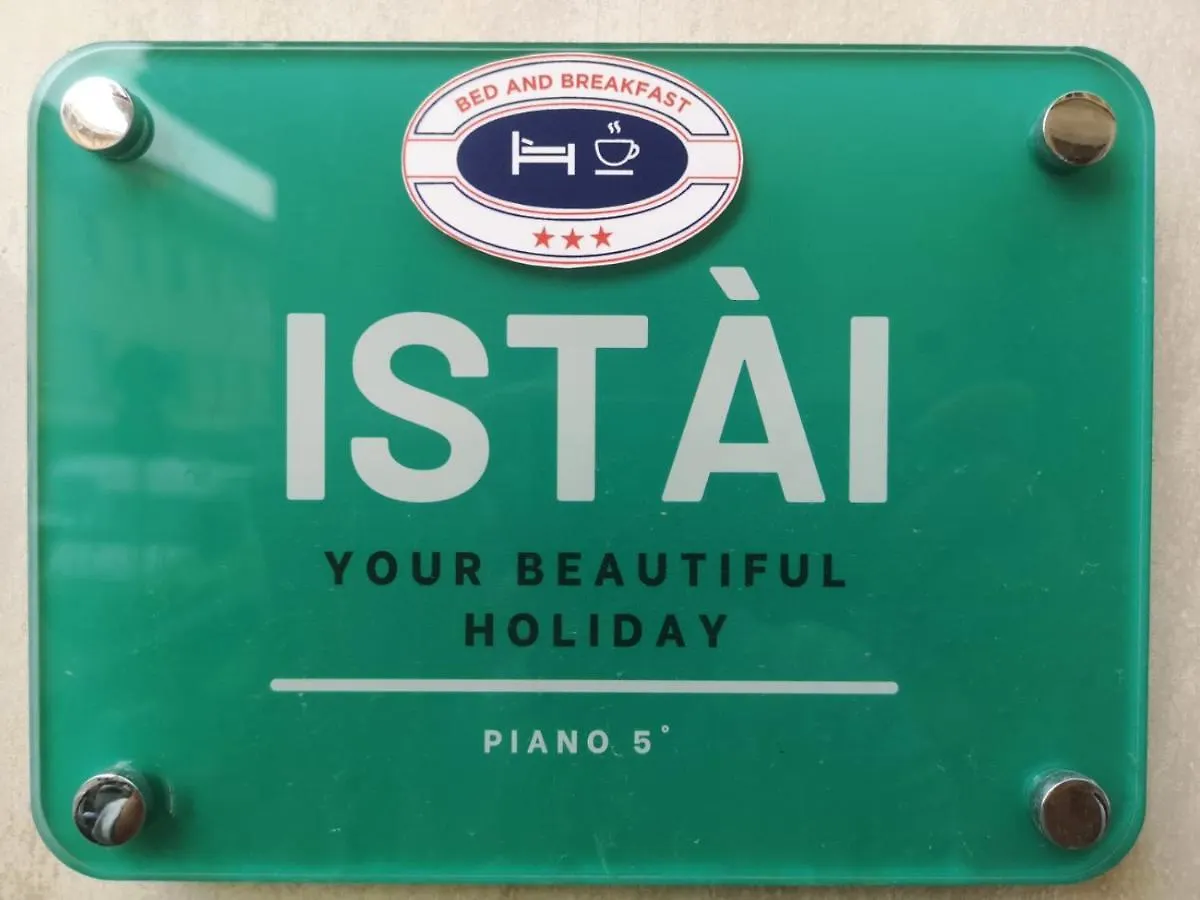 BED AND BREAKFAST
ISTÀI
YOUR BEAUTIFUL
HOLIDAY
PIANO 5°